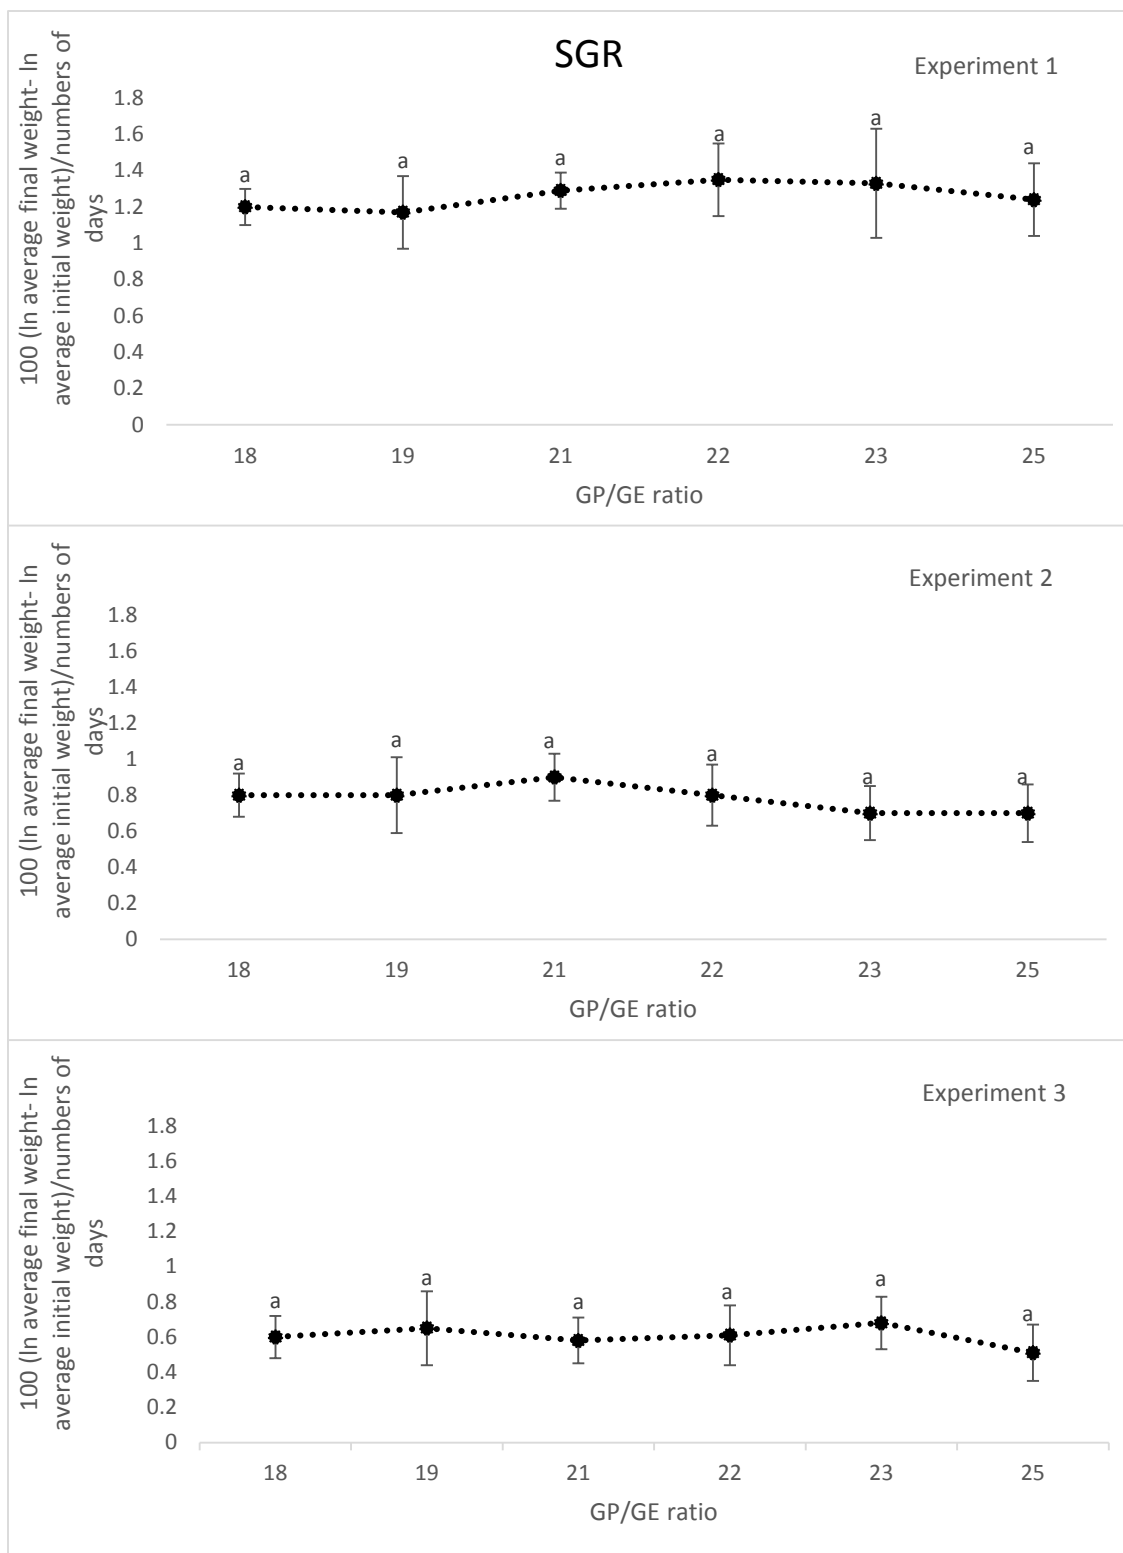 SGR
Experiment 1
100 (ln average final weight- ln
average initial weight)/numbers of
days
1.8
1.6
1.4
1.2
1
0.8
0.6
0.4
0.2
0
a a a a a a
18 19 21 22 23 25
GP/GE ratio
Experiment 2
100 (ln average final weight- ln
average initial weight)/numbers of
days
1.8
1.6
1.4
1.2
1
0.8
0.6
0.4
0.2
0
a a a a a a
18 19 21 22 23 25
GP/GE ratio
Experiment 3
100 (ln average final weight- ln
average initial weight)/numbers of
days
1.8
1.6
1.4
1.2
1
0.8
0.6
0.4
0.2
0
a a a a a a
18 19 21 22 23 25
GP/GE ratio